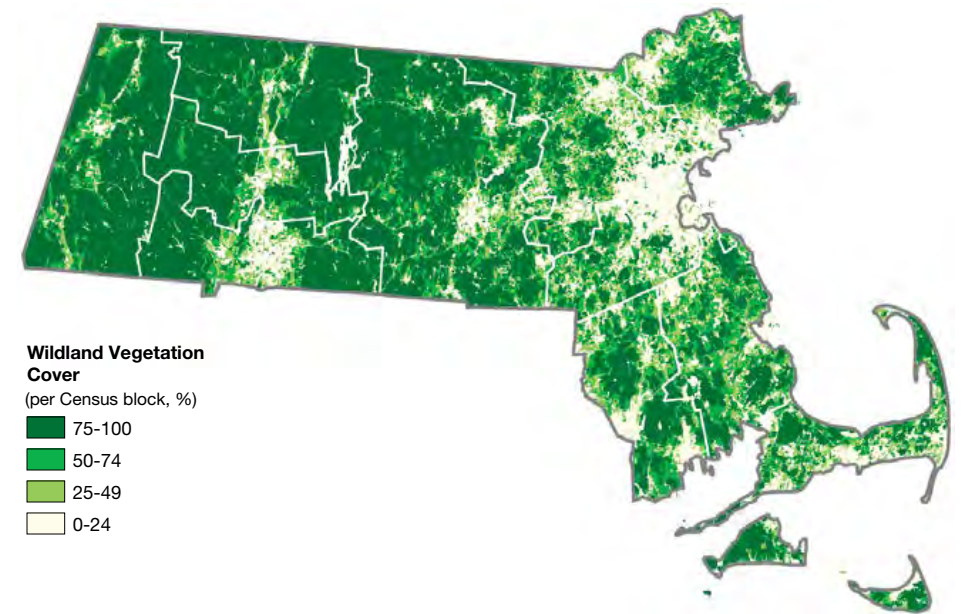 Wildland Vegetation
Cover
(per Census block, %)
75-100
50-74
25-49
0-24